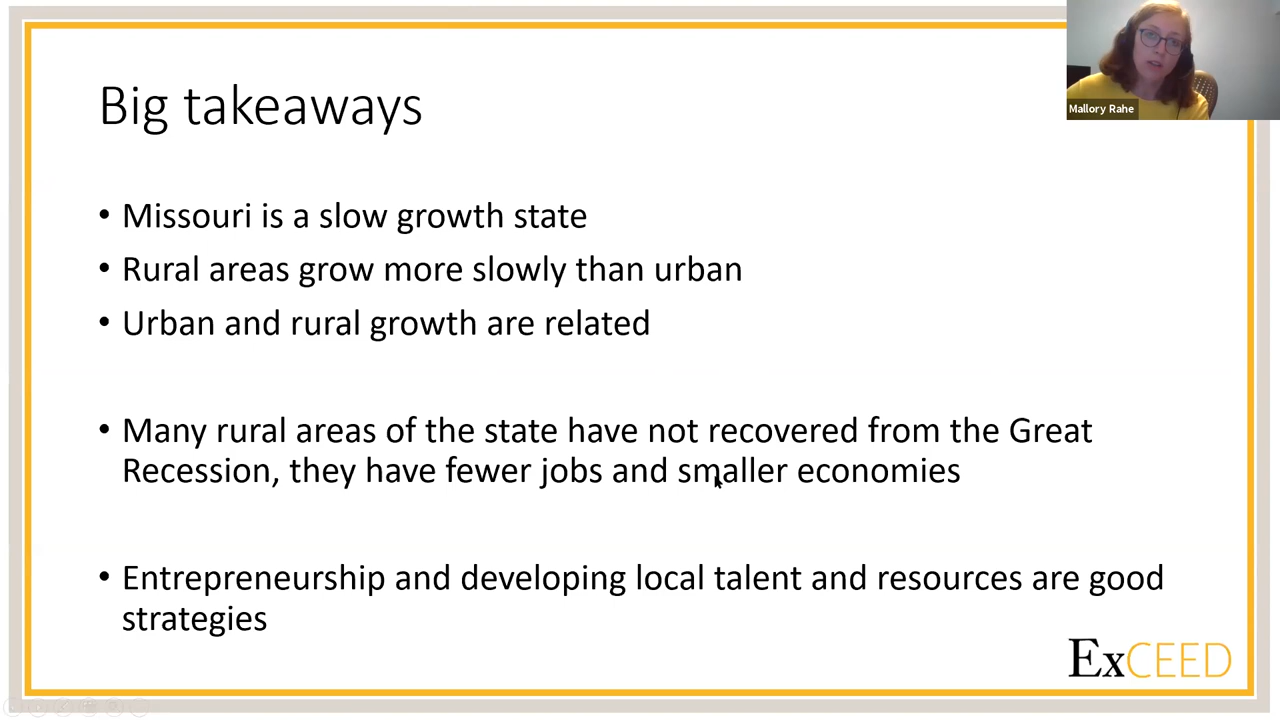 Big takeaways
Mallory Rahe
• Missouri is a slow growth state
• Rural areas grow more slowly than urban
• Urban and rural growth are related
• Many rural areas of the state have not recovered from the Great
Recession, they have fewer jobs and smaller economies
• Entrepreneurship and developing local talent and resources are good
strategies
ExCEED